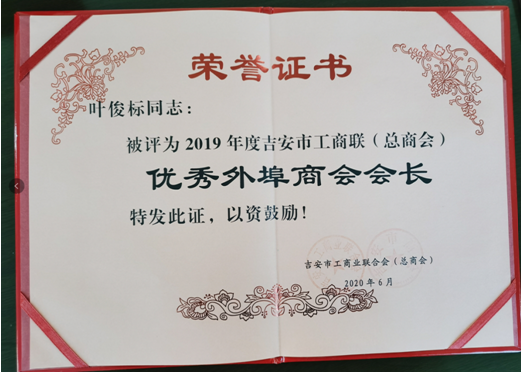 荣誉证书
叶俊标同志：
被评为2019年度吉安市工商联（总商会）
优秀外埠商会会长
特发此证，以资鼓励！
吉安市工商业联合会（总商会）
2020年6月